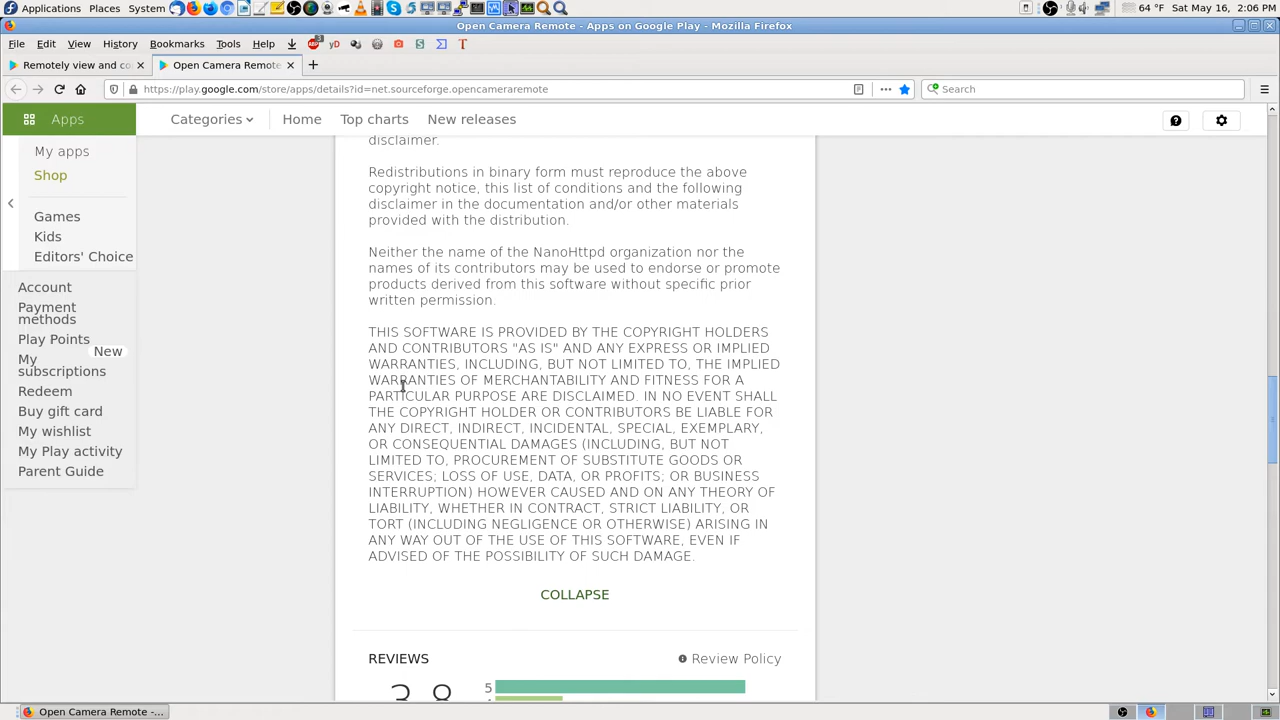 Applications Places System 64 °F Sat May 16, 2:06 PM
Open Camera Remote - Apps on Google Play - Mozilla Firefox
File Edit View History Bookmarks Tools Help
Remotely view and co Open Camera Remote
https://play.google.com/store/apps/details?id=net.sourceforge.opencameraremote Search
Apps Categories Home Top charts New releases
My apps
Shop
Games
Kids
Editors' Choice
Account
Payment
methods
Play Points
My New
subscriptions
Redeem
Buy gift card
My wishlist
My Play activity
Parent Guide
disclaimer.
Redistributions in binary form must reproduce the above
copyright notice, this list of conditions and the following
disclaimer in the documentation and/or other materials
provided with the distribution.
Neither the name of the NanoHttpd organization nor the
names of its contributors may be used to endorse or promote
products derived from this software without specific prior
written permission.
THIS SOFTWARE IS PROVIDED BY THE COPYRIGHT HOLDERS
AND CONTRIBUTORS "AS IS" AND ANY EXPRESS OR IMPLIED
WARRANTIES, INCLUDING, BUT NOT LIMITED TO, THE IMPLIED
WARRANTIES OF MERCHANTABILITY AND FITNESS FOR A
PARTICULAR PURPOSE ARE DISCLAIMED. IN NO EVENT SHALL
THE COPYRIGHT HOLDER OR CONTRIBUTORS BE LIABLE FOR
ANY DIRECT, INDIRECT, INCIDENTAL, SPECIAL, EXEMPLARY,
OR CONSEQUENTIAL DAMAGES (INCLUDING, BUT NOT
LIMITED TO, PROCUREMENT OF SUBSTITUTE GOODS OR
SERVICES; LOSS OF USE, DATA, OR PROFITS; OR BUSINESS
INTERRUPTION) HOWEVER CAUSED AND ON ANY THEORY OF
LIABILITY, WHETHER IN CONTRACT, STRICT LIABILITY, OR
TORT (INCLUDING NEGLIGENCE OR OTHERWISE) ARISING IN
ANY WAY OUT OF THE USE OF THIS SOFTWARE, EVEN IF
ADVISED OF THE POSSIBILITY OF SUCH DAMAGE.
COLLAPSE
REVIEWS Review Policy
3.8 5
Open Camera Remote -...